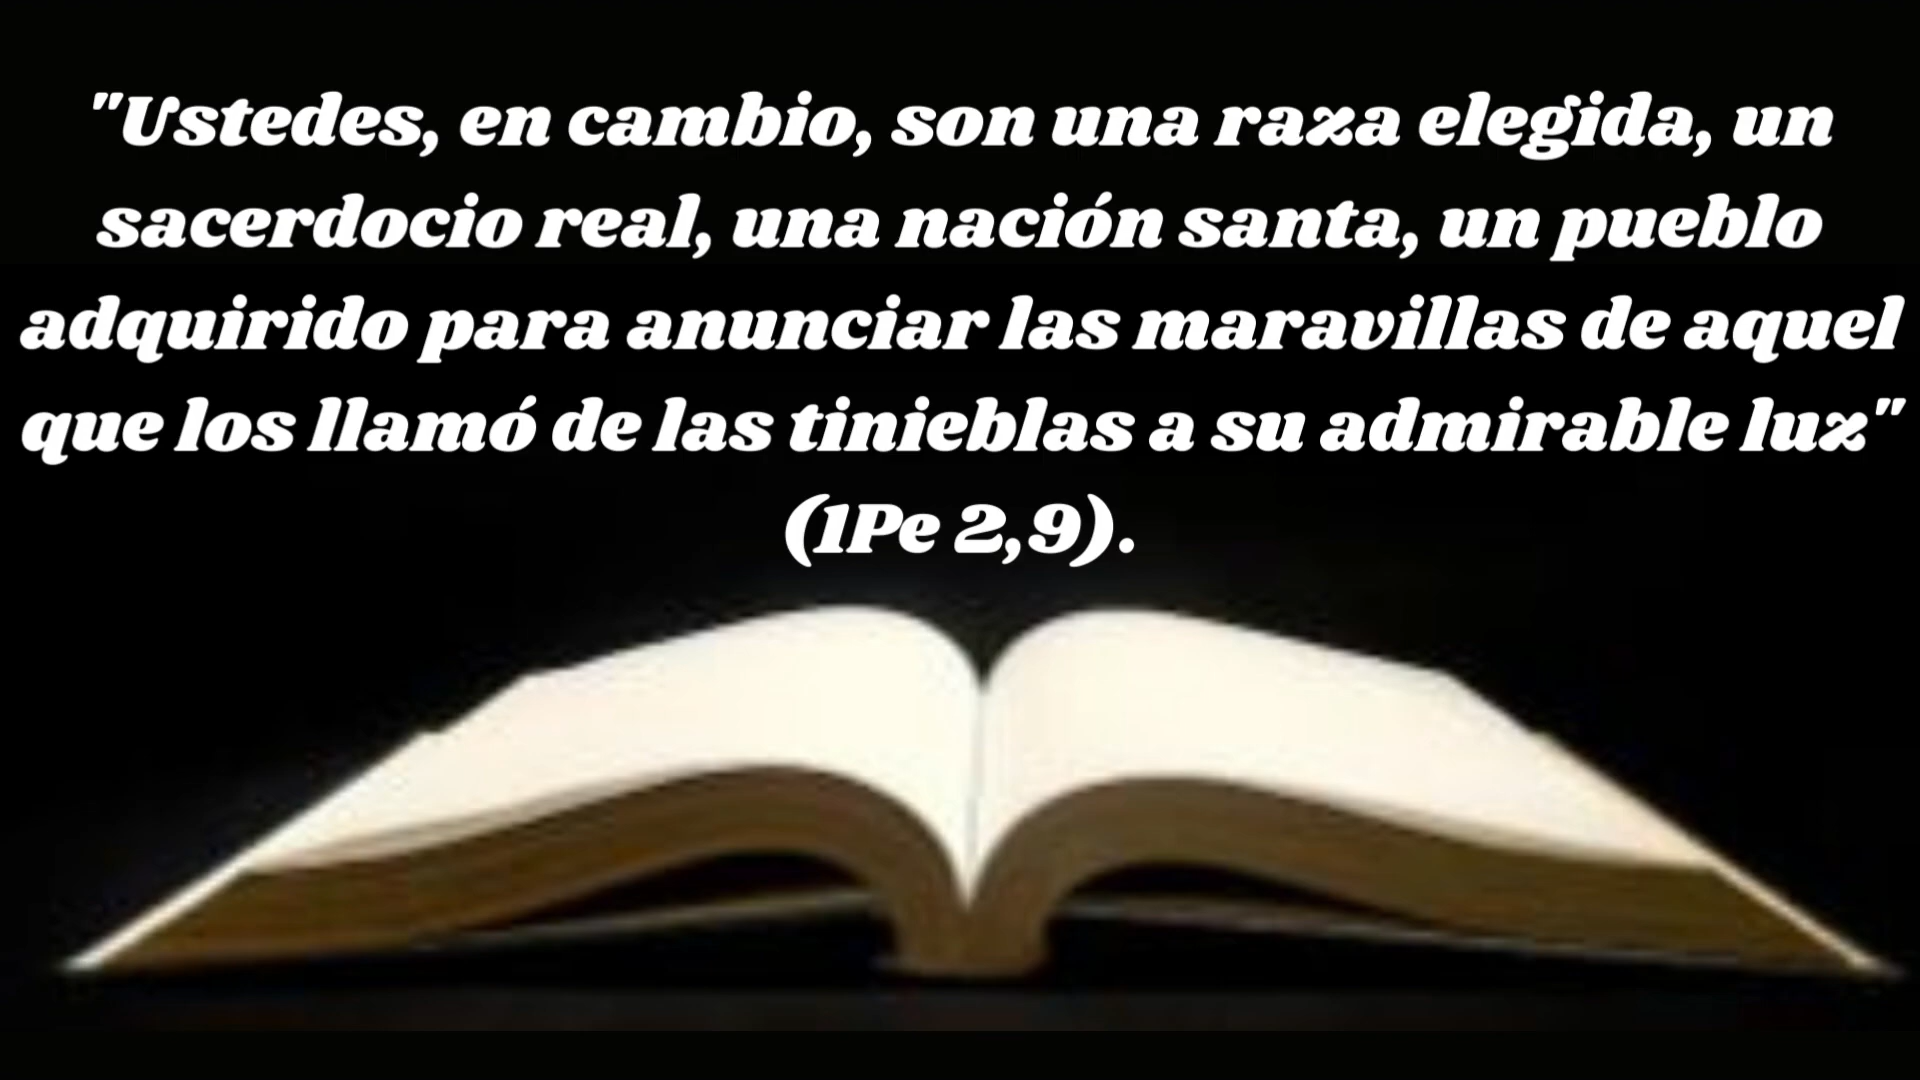 "Ustedes, en cambio, son una raza elegida, un
sacerdocio real, una nación santa, un pueblo
adquirido para anunciar las maravillas de aquel
que los llamó de las tinieblas a su admirable luz"
(1Pe 2,9).